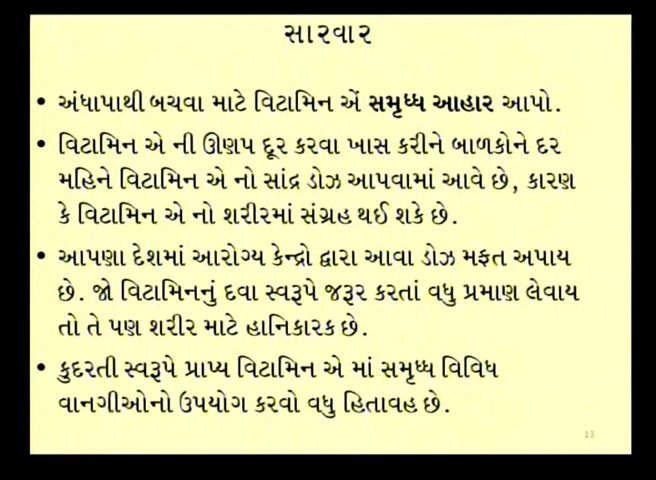 સારવાર
• અંધાપાથી બચવા માટે વિટામિન એં સમૃધ્ધ આહાર આપો.
• વિટામિન એ ની ઊણપ દૂર કરવા ખાસ કરીને બાળકોને દર
મહિને વિટામિન એ નો સાંદ્ર ડોઝ આપવામાં આવે છે, કારણ
કે વિટામિન એ નો શરીરમાં સંગ્રહ થઈ શકે છે.
• આપણા દેશમાં આરોગ્ય કેન્દ્રો દ્વારા આવા ડોઝ મફત અપાય
છે. જો વિટામિનનું દવા સ્વરૂપે જરૂર કરતાં વધુ પ્રમાણ લેવાય
તો તે પણ શરીર માટે હાનિકારક છે.
• કુદરતી સ્વરૂપે પ્રાપ્ય વિટામિન એ માં સમૃધ્ધ વિવિધ
વાનગીઓનો ઉપયોગ કરવો વધુ હિતાવહ છે.
13